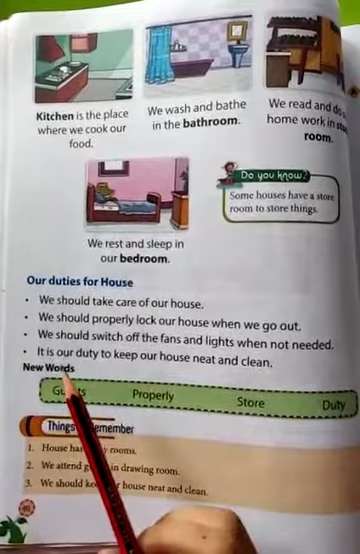 Kitchen is the place
where we cook our
food.
We wash and bathe
in the bathroom.
We read and do
home work in
room.
We rest and sleep in
our bedroom.
Do you know?
Some houses have a store
room to store things.
Our duties for House
• We should take care of our house.
• We should properly lock our house when we go out.
• We should switch off the fans and lights when not needed.
• It is our duty to keep our house neat and clean.
New Words
Properly
Store
Duty
Things
1. House rooms.
2. We attend in drawing room.
3. We should house neat and clean.